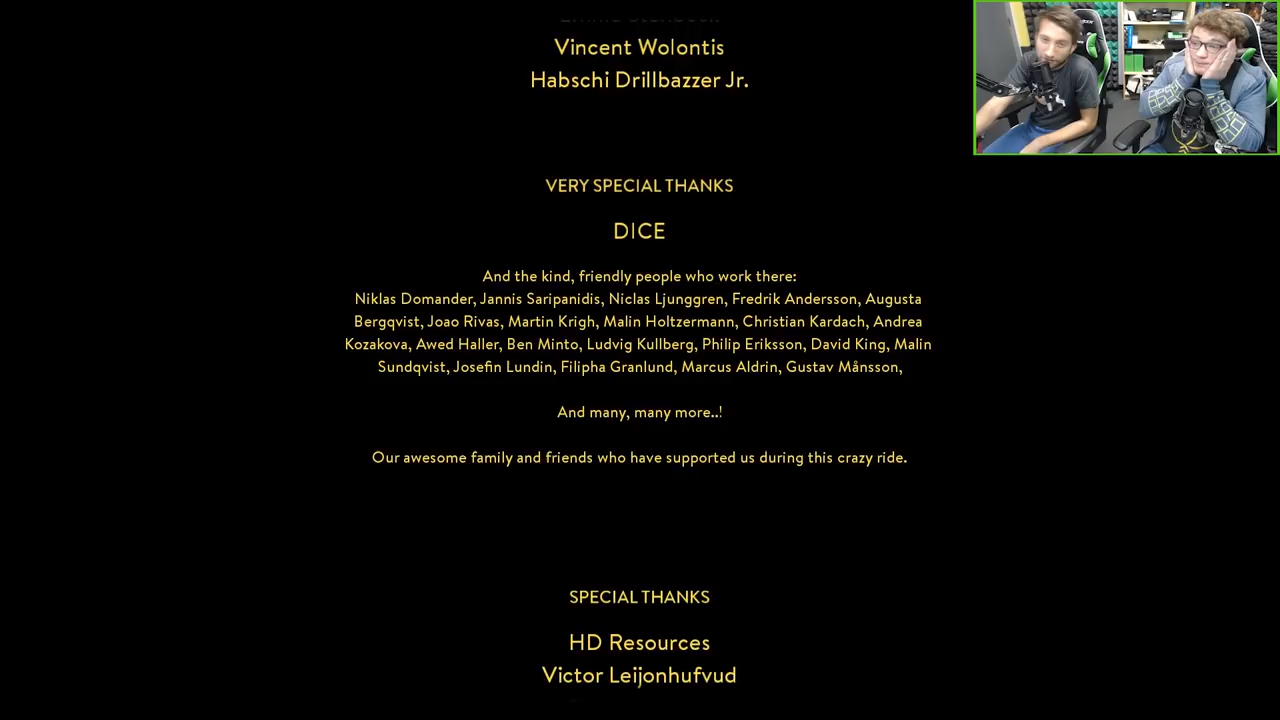 Vincent Wolontis
Habschi Drillbazzer Jr.
VERY SPECIAL THANKS
DICE
And the kind, friendly people who work there:
Niklas Domander, Jannis Saripanidis, Niclas Ljunggren, Fredrik Andersson, Augusta
Bergqvist, Joao Rivas, Martin Krigh, Malin Holtzermann, Christian Kardach, Andrea
Kozakova, Awed Haller, Ben Minto, Ludvig Kullberg, Philip Eriksson, David King, Malin
Sundqvist, Josefin Lundin, Filipha Granlund, Marcus Aldrin, Gustav Månsson,
And many, many more..!
Our awesome family and friends who have supported us during this crazy ride.
SPECIAL THANKS
HD Resources
Victor Leijonhufvud